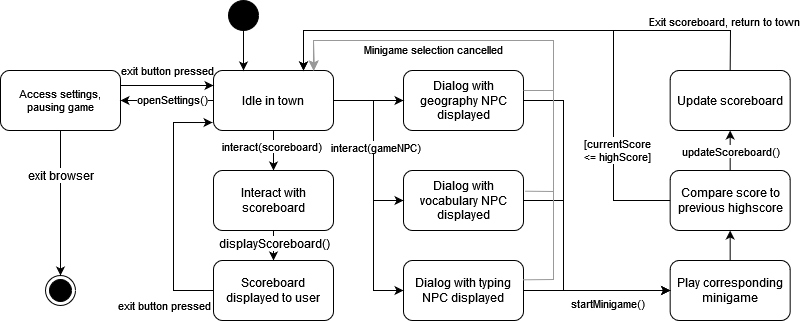 Exit scoreboard, return to town
Minigame selection cancelled
exit button pressed
Access settings,
pausing game
openSettings()
Idle in town
Dialog with
geography NPC
displayed
Update scoreboard
interact(scoreboard)
interact(gameNPC)
[currentScore
<= highScore]
updateScoreboard()
exit browser
Interact with
scoreboard
Dialog with
vocabulary NPC
displayed
Compare score to
previous highscore
displayScoreboard()
Scoreboard
displayed to user
Dialog with typing
NPC displayed
Play corresponding
minigame
exit button pressed
startMinigame()